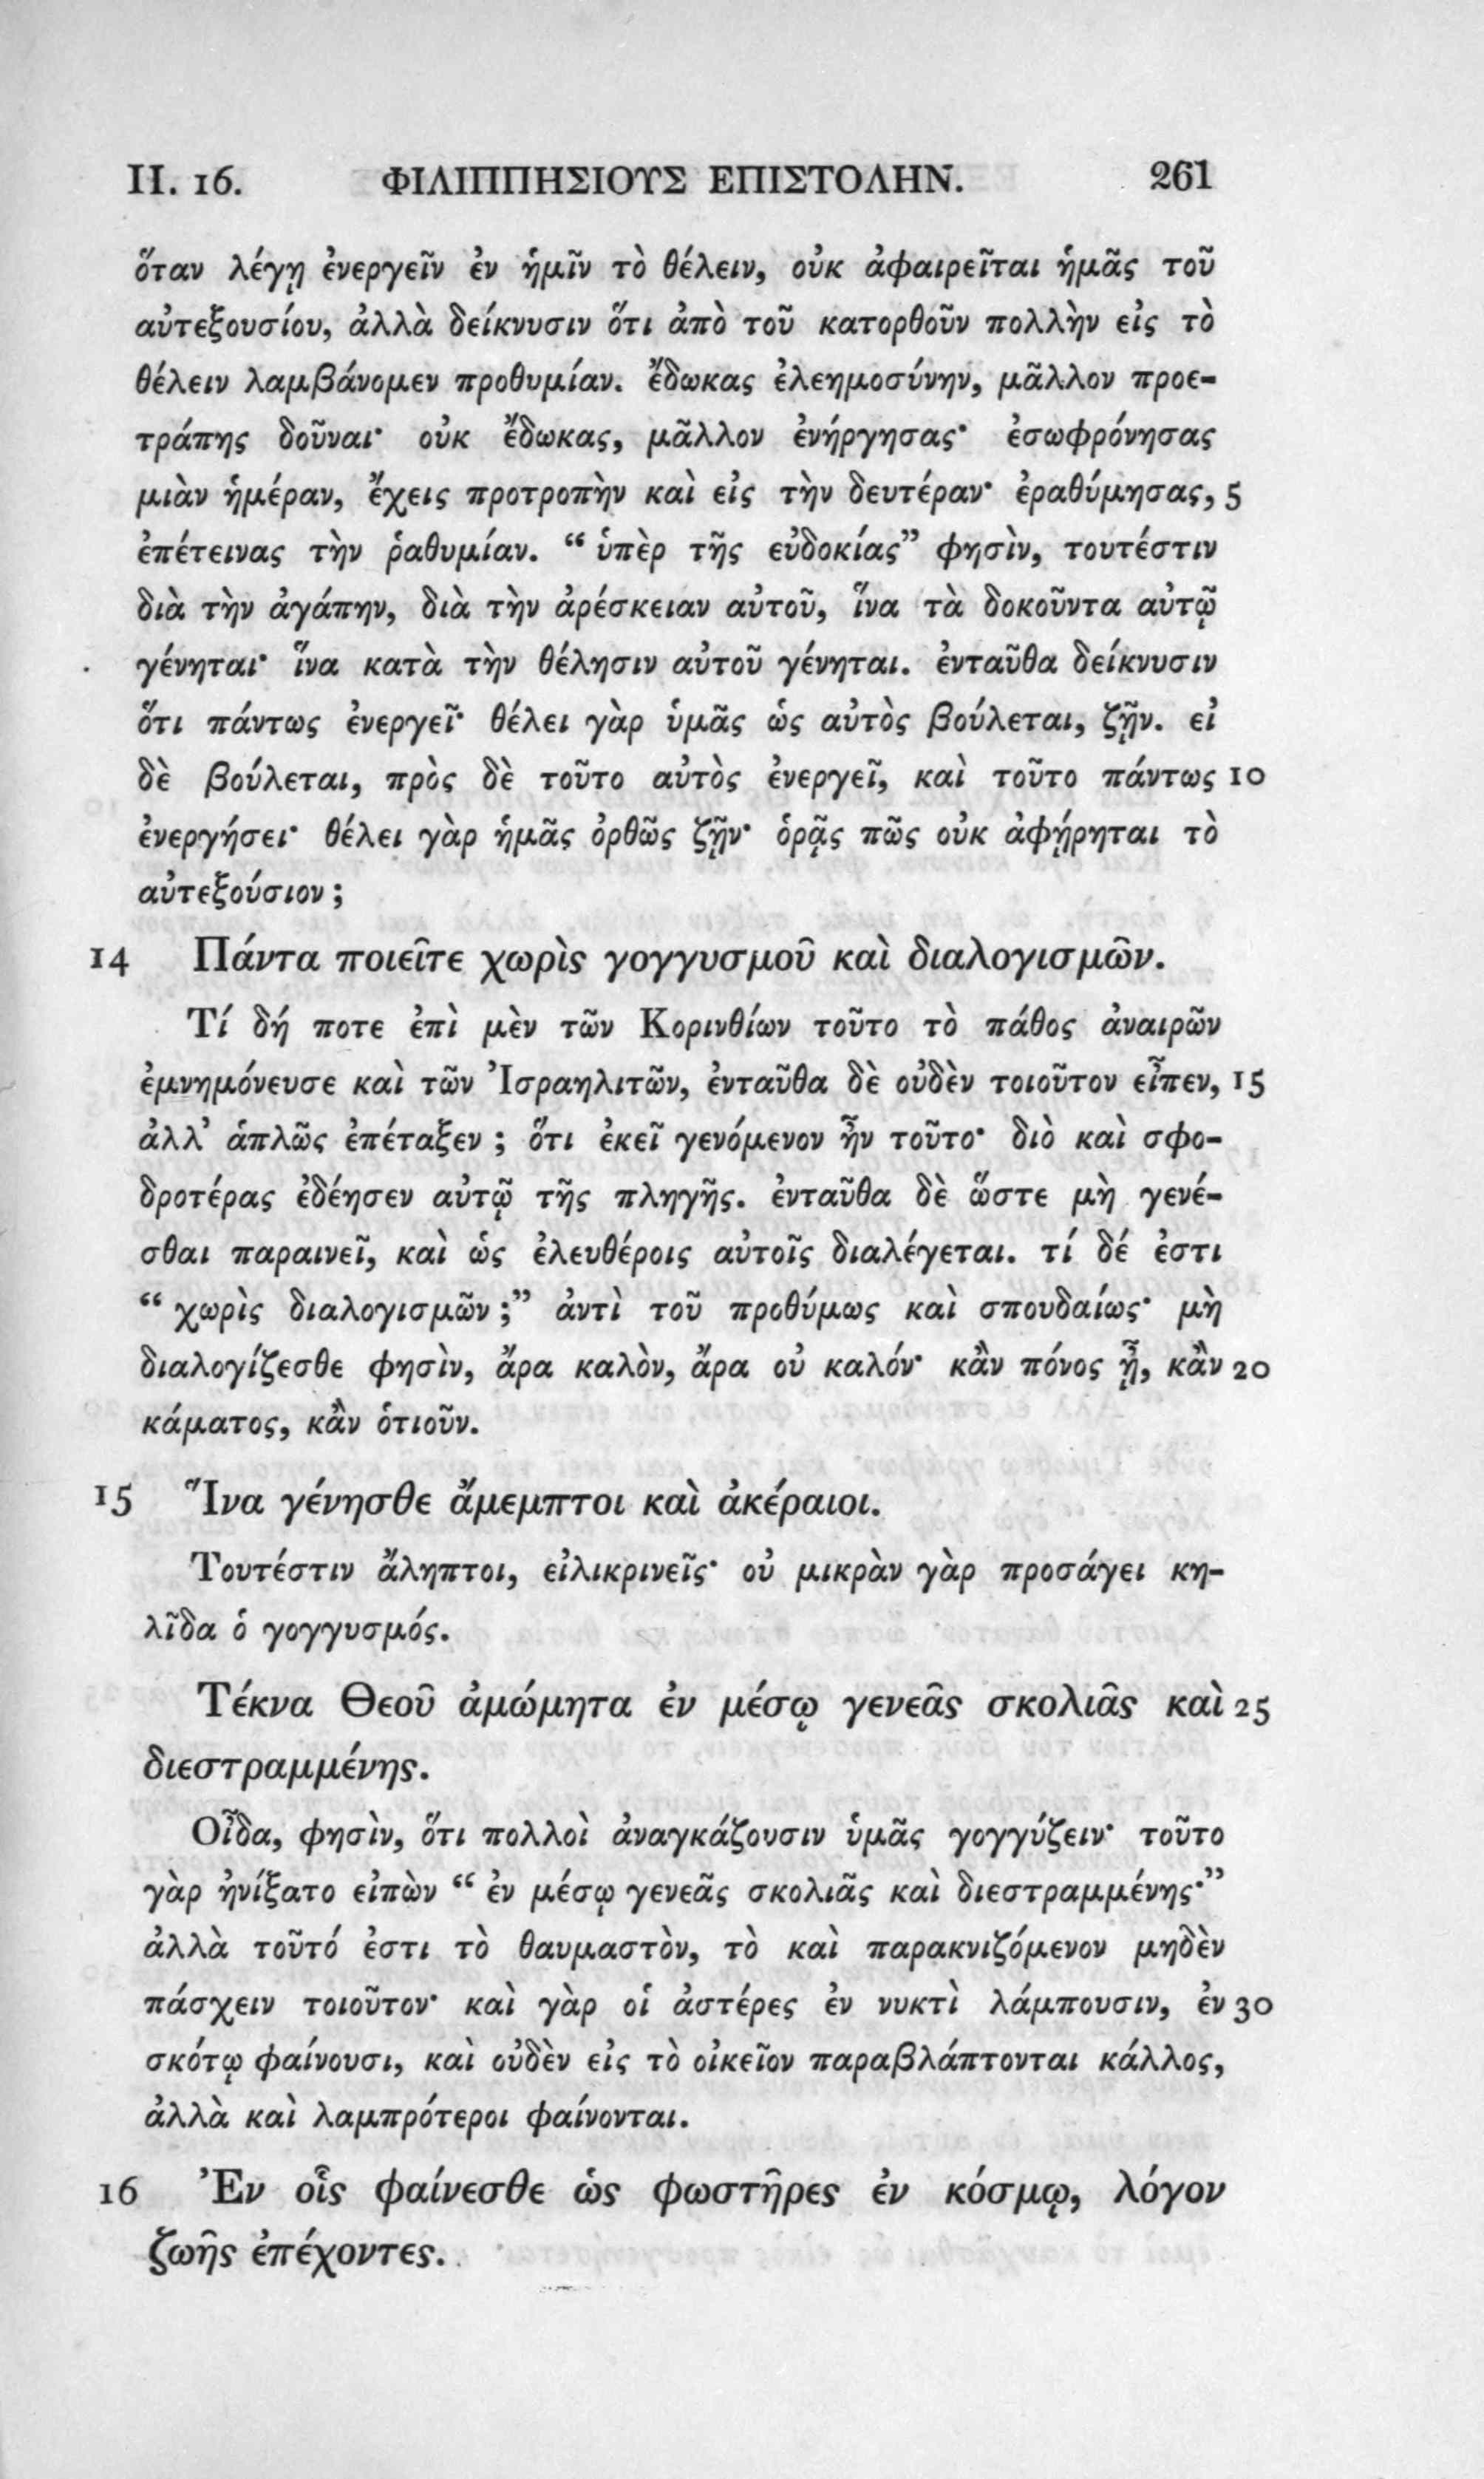 II. 16. ΦΙΛΙΠΠΗΣΙΟΥΣ ΕΠΙΣΤΟΛΗΝ. 261
ὅταν λέγῃ ἐνεργεῖν ἐν ἡμῖν τὸ θέλειν, οὐκ ἀφαιρεῖται ἡμᾶς τοῦ
αὐτεξουσίου, ἀλλὰ δείκνυσιν ὅτι ἀπὸ τοῦ κατορθοῦν πολλὴν εἰς τὸ
θέλειν λαμβάνομεν προθυμίαν. ἔδωκας ἐλεημοσύνην, μᾶλλον προε-
τράπης δοῦναι· οὐκ ἔδωκας, μᾶλλον ἐνήργησας· ἐσωφρόνησας
μιὰν ἡμέραν, ἔχεις προτροπὴν καὶ εἰς τὴν δευτέραν· ἐραθύμησας, 5
ἐπέτεινας τὴν ῥαθυμίαν. “ ὑπὲρ τῆς εὐδοκίας” φησὶν, τουτέστιν
διὰ τὴν ἀγάπην, διὰ τὴν ἀρέσκειαν αὐτοῦ, ἵνα τὰ δοκοῦντα αὐτῷ
γένηται· ἵνα κατὰ τὴν θέλησιν αὐτοῦ γένηται. ἐνταῦθα δείκνυσιν
ὅτι πάντως ἐνεργεῖ· θέλει γὰρ ὑμᾶς ὡς αὐτὸς βούλεται, ζῇν. εἰ
δὲ βούλεται, πρὸς δὲ τοῦτο αὐτὸς ἐνεργεῖ, καὶ τοῦτο πάντως 10
ἐνεργήσει· θέλει γὰρ ἡμᾶς ὀρθῶς ζῇν· ὁρᾷς πῶς οὐκ ἀφῄρηται τὸ
αὐτεξούσιον ;
14 Πάντα ποιεῖτε χωρὶς γογγυσμοῦ καὶ διαλογισμῶν.
Τί δή ποτε ἐπὶ μὲν τῶν Κορινθίων τοῦτο τὸ πάθος ἀναιρῶν
ἐμνημόνευσε καὶ τῶν Ἰσραηλιτῶν, ἐνταῦθα δὲ οὐδὲν τοιοῦτον εἶπεν, 15
ἀλλ’ ἁπλῶς ἐπέταξεν ; ὅτι ἐκεῖ γενόμενον ἦν τοῦτο· διὸ καὶ σφο-
δροτέρας ἐδέησεν αὐτῷ τῆς πληγῆς. ἐνταῦθα δὲ ὥστε μὴ γενέ-
σθαι παραινεῖ, καὶ ὡς ἐλευθέροις αὐτοῖς διαλέγεται. τί δέ ἐστι
“ χωρὶς διαλογισμῶν ;” ἀντὶ τοῦ προθύμως καὶ σπουδαίως· μὴ
διαλογίζεσθε φησὶν, ἄρα καλὸν, ἄρα οὐ καλόν· κἂν πόνος ᾖ, κἂν 20
κάματος, κἂν ὁτιοῦν.
15 Ἵνα γένησθε ἄμεμπτοι καὶ ἀκέραιοι.
Τουτέστιν ἄληπτοι, εἰλικρινεῖς· οὐ μικρὰν γὰρ προσάγει κη-
λῖδα ὁ γογγυσμός.
Τέκνα Θεοῦ ἀμώμητα ἐν μέσῳ γενεᾶς σκολιᾶς καὶ 25
διεστραμμένης.
Οἶδα, φησὶν, ὅτι πολλοὶ ἀναγκάζουσιν ὑμᾶς γογγύζειν· τοῦτο
γὰρ ἠνίξατο εἰπὼν “ ἐν μέσῳ γενεᾶς σκολιᾶς καὶ διεστραμμένης·”
ἀλλὰ τοῦτό ἐστι τὸ θαυμαστὸν, τὸ καὶ παρακνιζόμενον μηδὲν
πάσχειν τοιοῦτον· καὶ γὰρ οἱ ἀστέρες ἐν νυκτὶ λάμπουσιν, ἐν 30
σκότῳ φαίνουσι, καὶ οὐδὲν εἰς τὸ οἰκεῖον παραβλάπτονται κάλλος,
ἀλλὰ καὶ λαμπρότεροι φαίνονται.
16 Ἐν οἷς φαίνεσθε ὡς φωστῆρες ἐν κόσμῳ, λόγον
ζωῆς ἐπέχοντες.